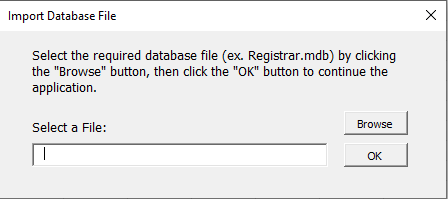 Import Database File
Select the required database file (ex. Registrar.mdb) by clicking
the "Browse" button, then click the "OK" button to continue the
application.
Browse
Select a File:
OK